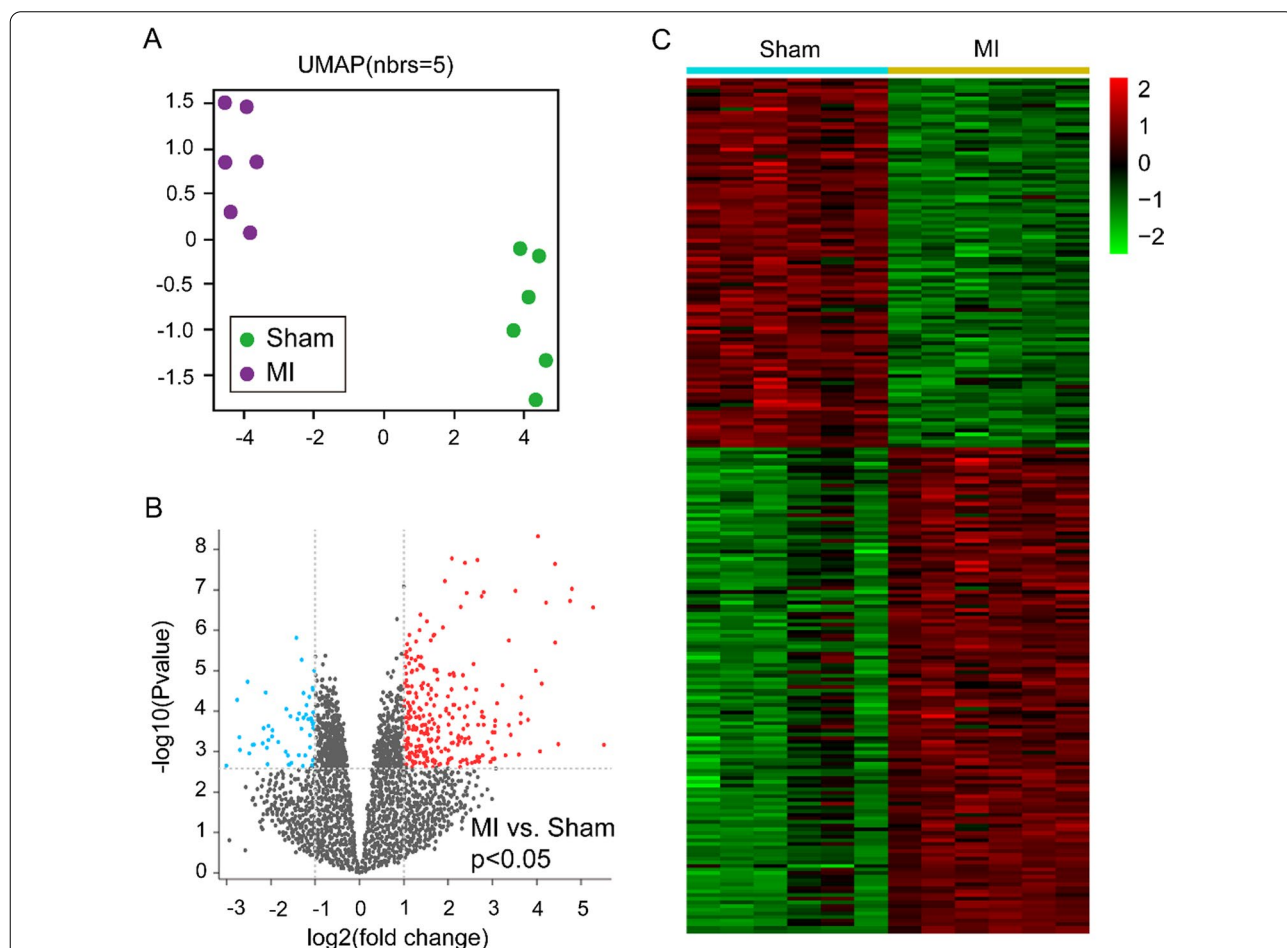 A
UMAP(nbrs=5)
1.5
1.0
0.5
0
-0.5
-1.0
-1.5
Sham
MI
-4 -2 0 2 4
B
8
7
6
5
4
3
2
1
0
-log10(Pvalue)
MI vs. Sham
p<0.05
-3 -2 -1 0 1 2 3 4 5
log2(fold change)
C
Sham MI
2
1
0
−1
−2